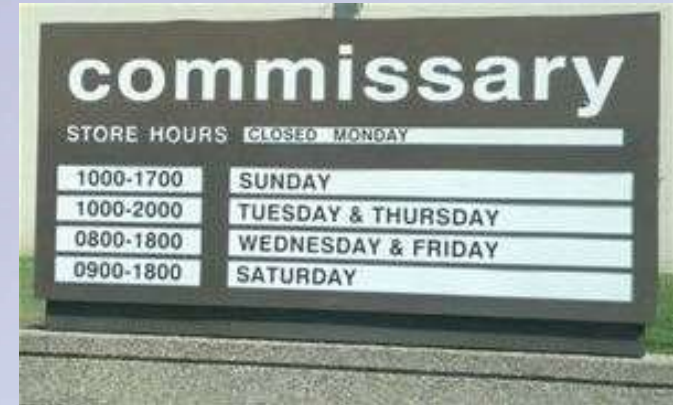 commissary
STORE HOURS CLOSED MONDAY
1000-1700 SUNDAY
1000-2000 TUESDAY & THURSDAY
0800-1800 WEDNESDAY & FRIDAY
0900-1800 SATURDAY